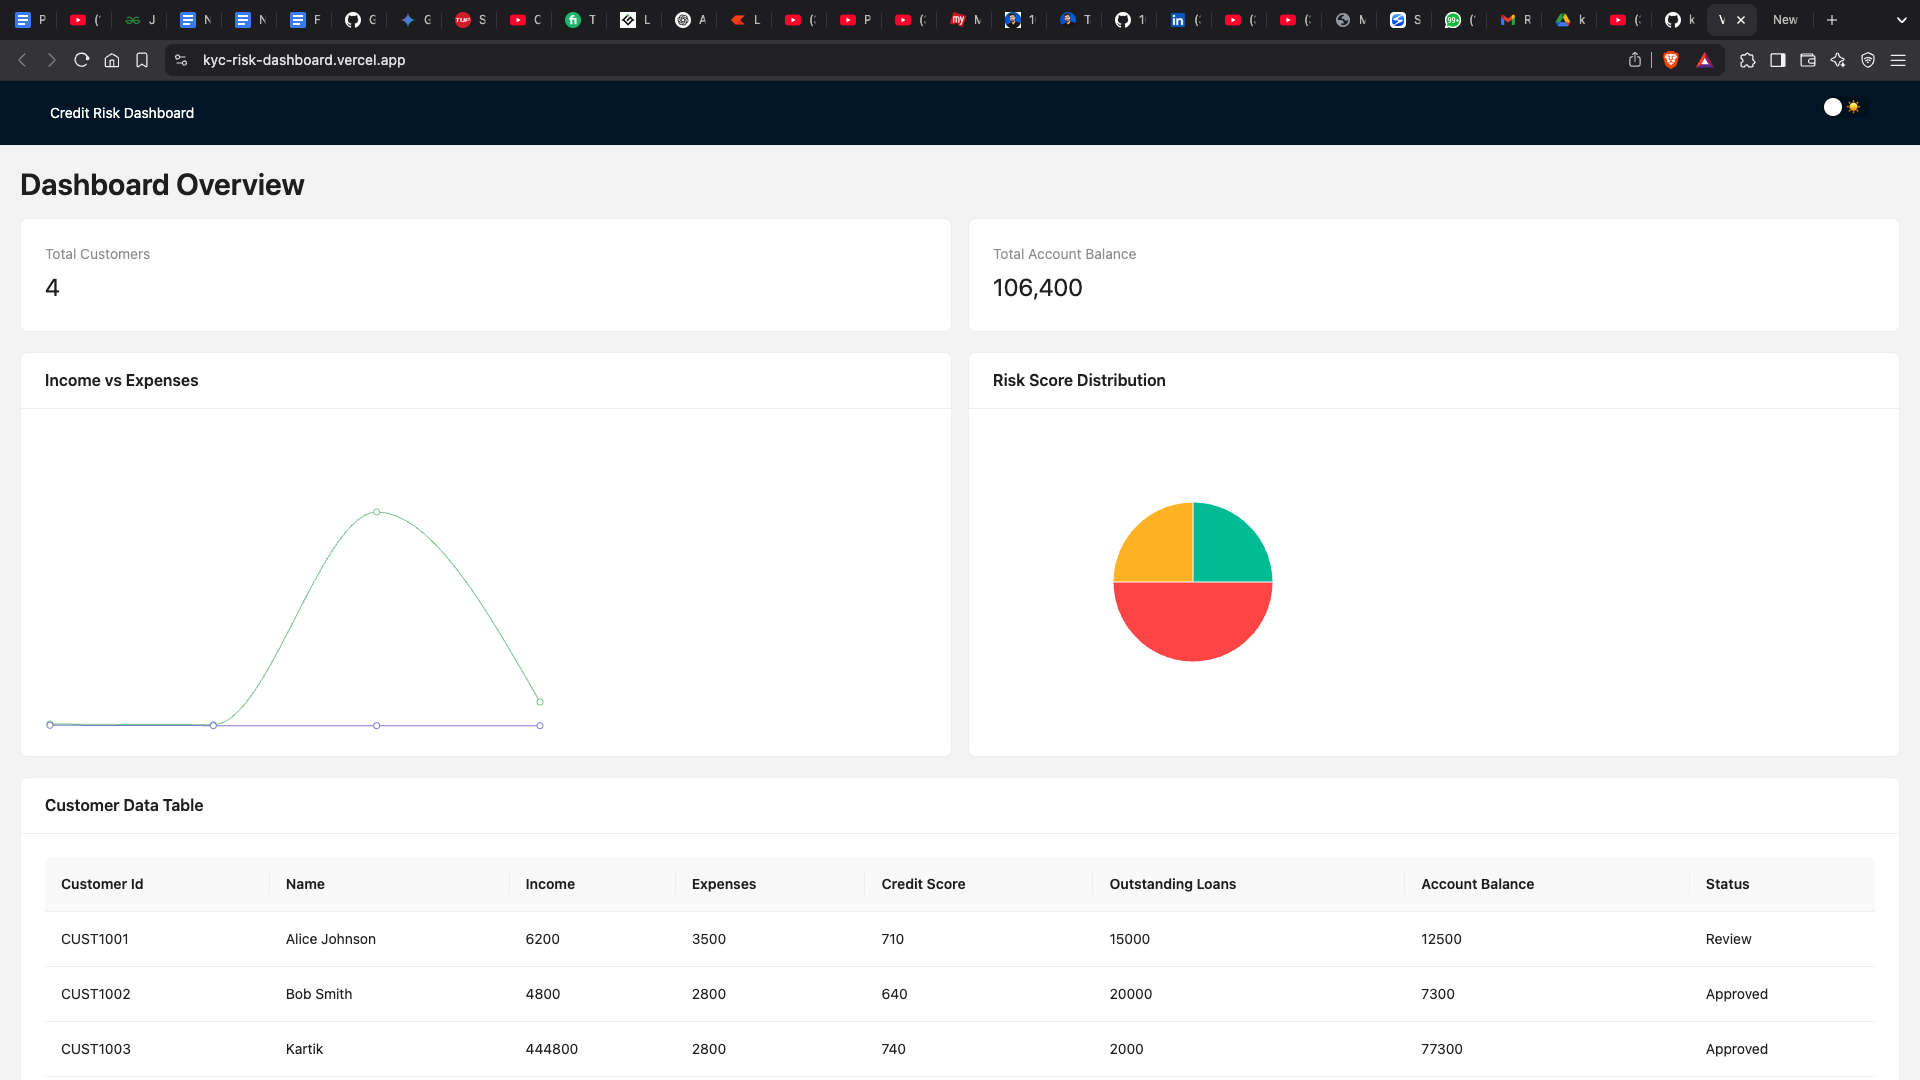 P
J
N
N
F
G
G
S
C
T
L
A
L
P
M
T
M
S
R
k
k
New
kyc-risk-dashboard.vercel.app
Credit Risk Dashboard
Dashboard Overview
Total Customers
4
Total Account Balance
106,400
Income vs Expenses
Risk Score Distribution
Customer Data Table
Customer Id Name Income Expenses Credit Score Outstanding Loans Account Balance Status
CUST1001 Alice Johnson 6200 3500 710 15000 12500 Review
CUST1002 Bob Smith 4800 2800 640 20000 7300 Approved
CUST1003 Kartik 444800 2800 740 2000 77300 Approved